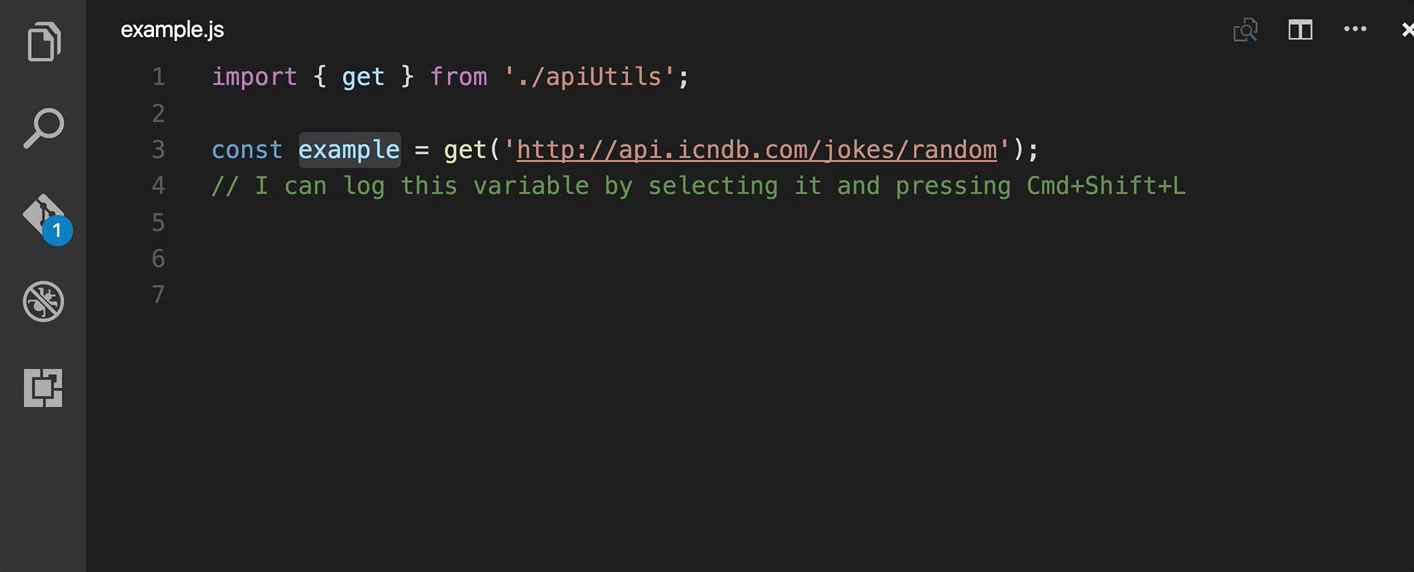 example.js
1 import { get } from './apiUtils';
2
3 const example = get('http://api.icndb.com/jokes/random');
4 // I can log this variable by selecting it and pressing Cmd+Shift+L
1
5
6
7